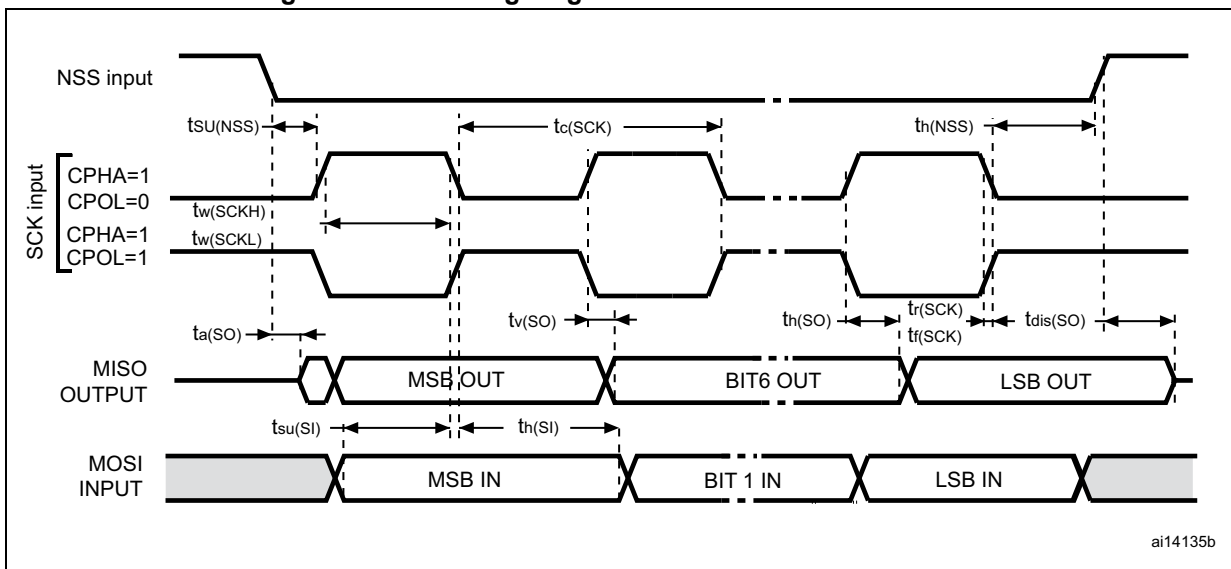 NSS input
tSU(NSS)
tc(SCK)
th(NSS)
SCK input
CPHA=1
CPOL=0
tw(SCKH)
CPHA=1
tw(SCKL)
CPOL=1
ta(SO)
tv(SO)
th(SO)
tr(SCK)
tf(SCK)
tdis(SO)
MISO
OUTPUT
MSB OUT
BIT6 OUT
LSB OUT
tsu(SI)
th(SI)
MOSI
INPUT
MSB IN
BIT 1 IN
LSB IN
ai14135b